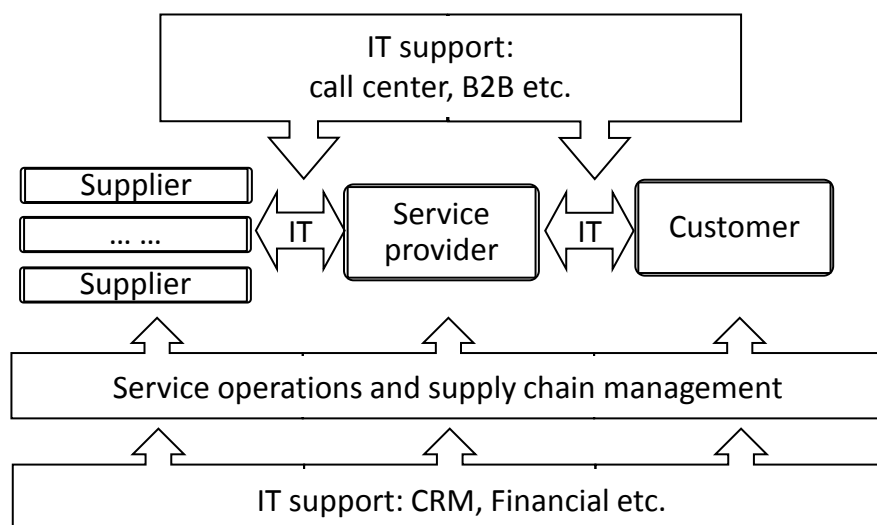 IT support:
call center, B2B etc.
Supplier
... ...
Supplier
IT
Service
provider
IT
Customer
Service operations and supply chain management
IT support: CRM, Financial etc.